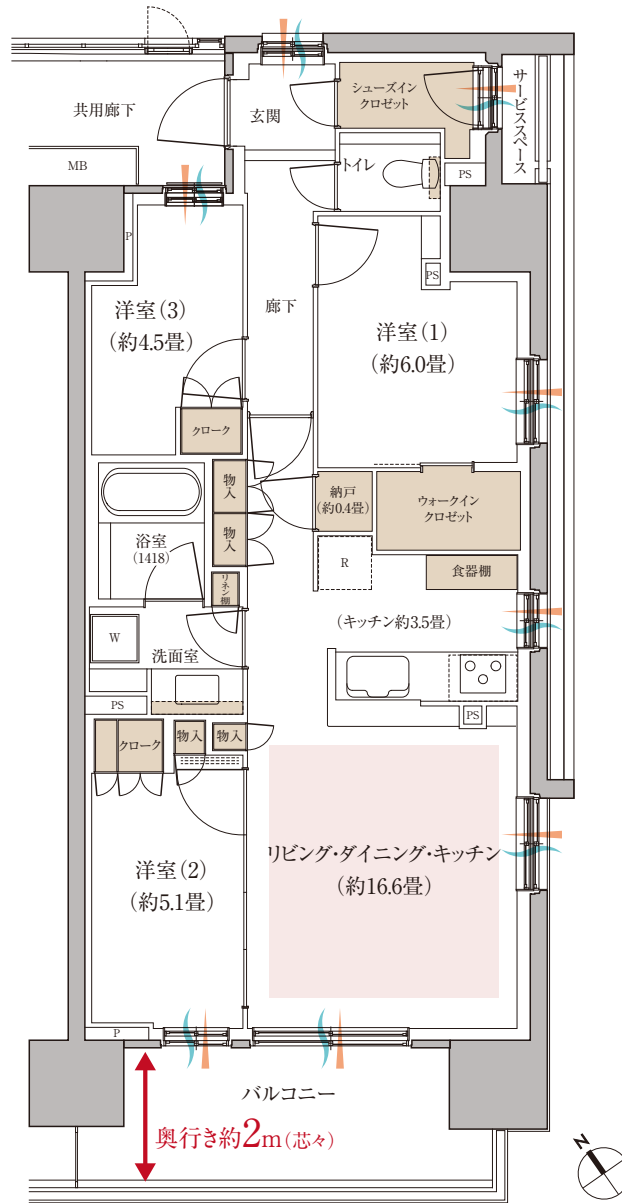 サービススペース
シューズイン
クロゼット
共用廊下
玄関
MB
トイレ
PS
P
PS
廊下
洋室(3)
(約4.5畳)
洋室(1)
(約6.0畳)
クローク
物入
納戸
(約0.4畳)
ウォークイン
クロゼット
物入
浴室
(1418)
R
食器棚
リネン棚
(キッチン約3.5畳)
W
洗面室
PS
PS
クローク
物入
物入
リビング・ダイニング・キッチン
(約16.6畳)
洋室(2)
(約5.1畳)
P
バルコニー
奥行き約2m(芯々)
N